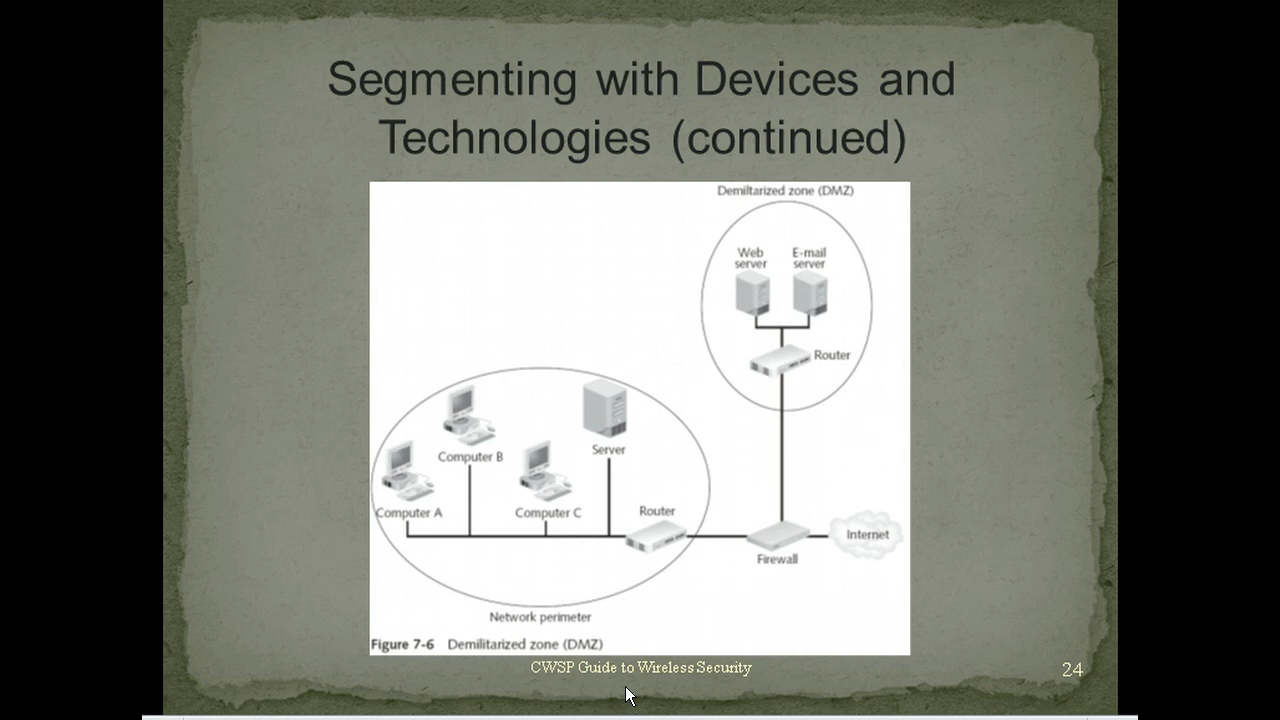 Segmenting with Devices and
Technologies (continued)
Demiltarized zone (DMZ)
Web
server
E-mail
server
Router
Computer B
Server
Computer A
Computer C
Router
Firewall
Internet
Network perimeter
Figure 7-6 Demilitarized zone (DMZ)
CWSP Guide to Wireless Security
24